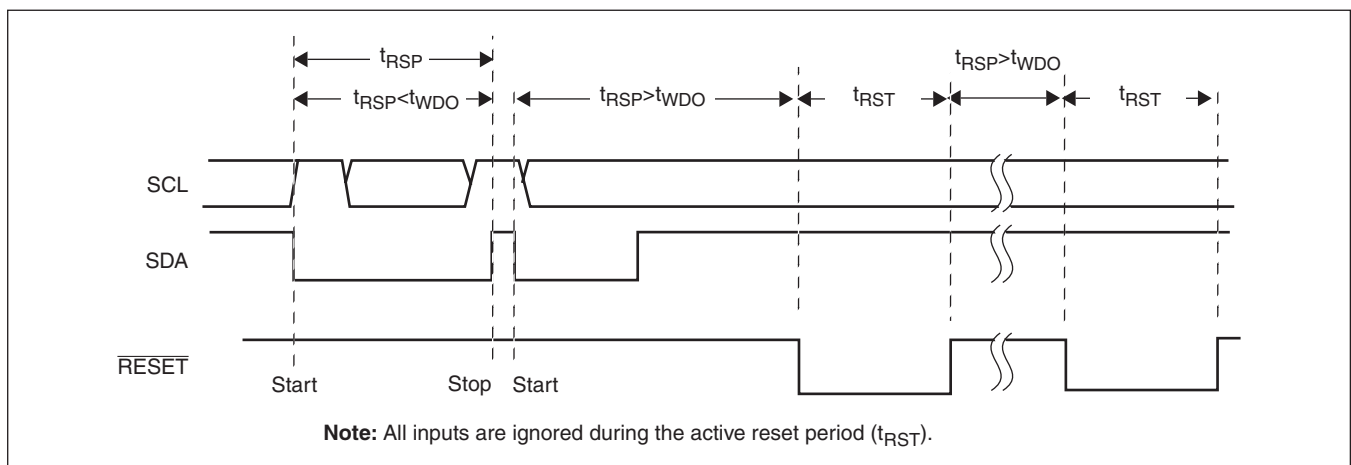 tRSP
tRSP>tWDO
tRSP<tWDO
tRSP>tWDO
tRST
tRST
SCL
SDA
RESET
Start
Stop
Start
Note: All inputs are ignored during the active reset period (tRST).